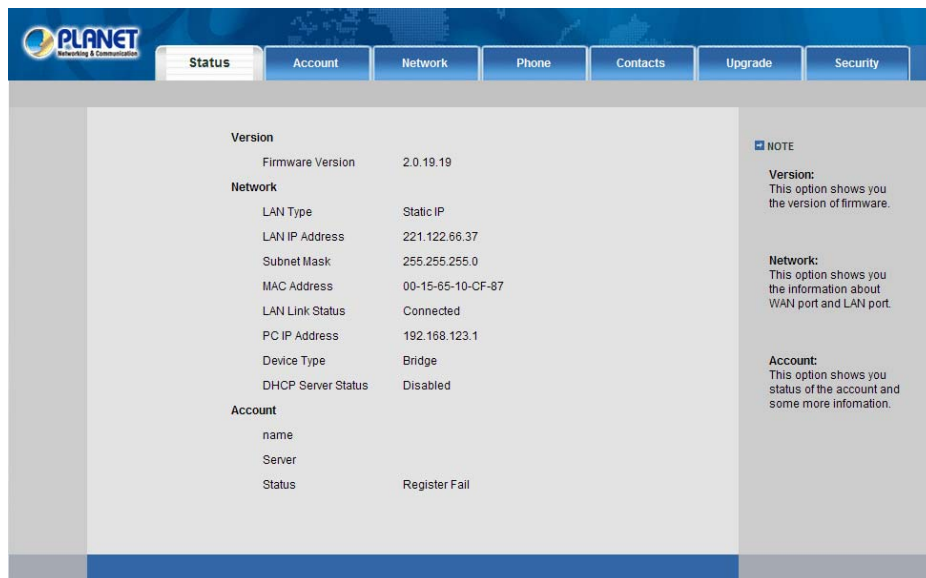 PLANET
Networking & Communication
Status Account Network Phone Contacts Upgrade Security
Version
Firmware Version 2.0.19.19
Network
LAN Type Static IP
LAN IP Address 221.122.66.37
Subnet Mask 255.255.255.0
MAC Address 00-15-65-10-CF-87
LAN Link Status Connected
PC IP Address 192.168.123.1
Device Type Bridge
DHCP Server Status Disabled
Account
name
Server
Status Register Fail
NOTE
Version:
This option shows you
the version of firmware.
Network:
This option shows you
the information about
WAN port and LAN port.
Account:
This option shows you
status of the account and
some more infomation.